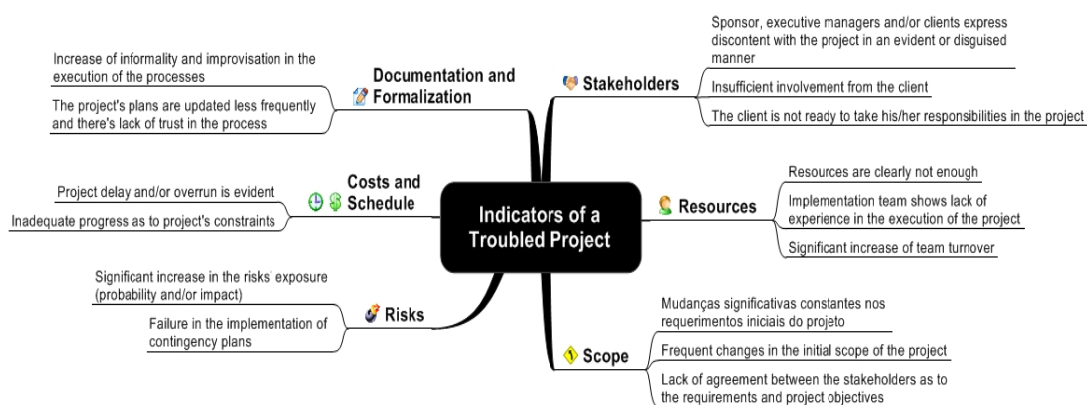 Indicators of a
Troubled Project
Documentation and
Formalization
Increase of informality and improvisation in the
execution of the processes
The project's plans are updated less frequently
and there's lack of trust in the process
Costs and
Schedule
Project delay and/or overrun is evident
Inadequate progress as to project's constraints
Risks
Significant increase in the risks' exposure
(probability and/or impact)
Failure in the implementation of
contingency plans
Stakeholders
Sponsor, executive managers and/or clients express
discontent with the project in an evident or disguised
manner
Insufficient involvement from the client
The client is not ready to take his/her responsibilities in the project
Resources
Resources are clearly not enough
Implementation team shows lack of
experience in the execution of the project
Significant increase of team turnover
Scope
Mudanças significativas constantes nos
requerimentos iniciais do projeto
Frequent changes in the initial scope of the project
Lack of agreement between the stakeholders as to
the requirements and project objectives